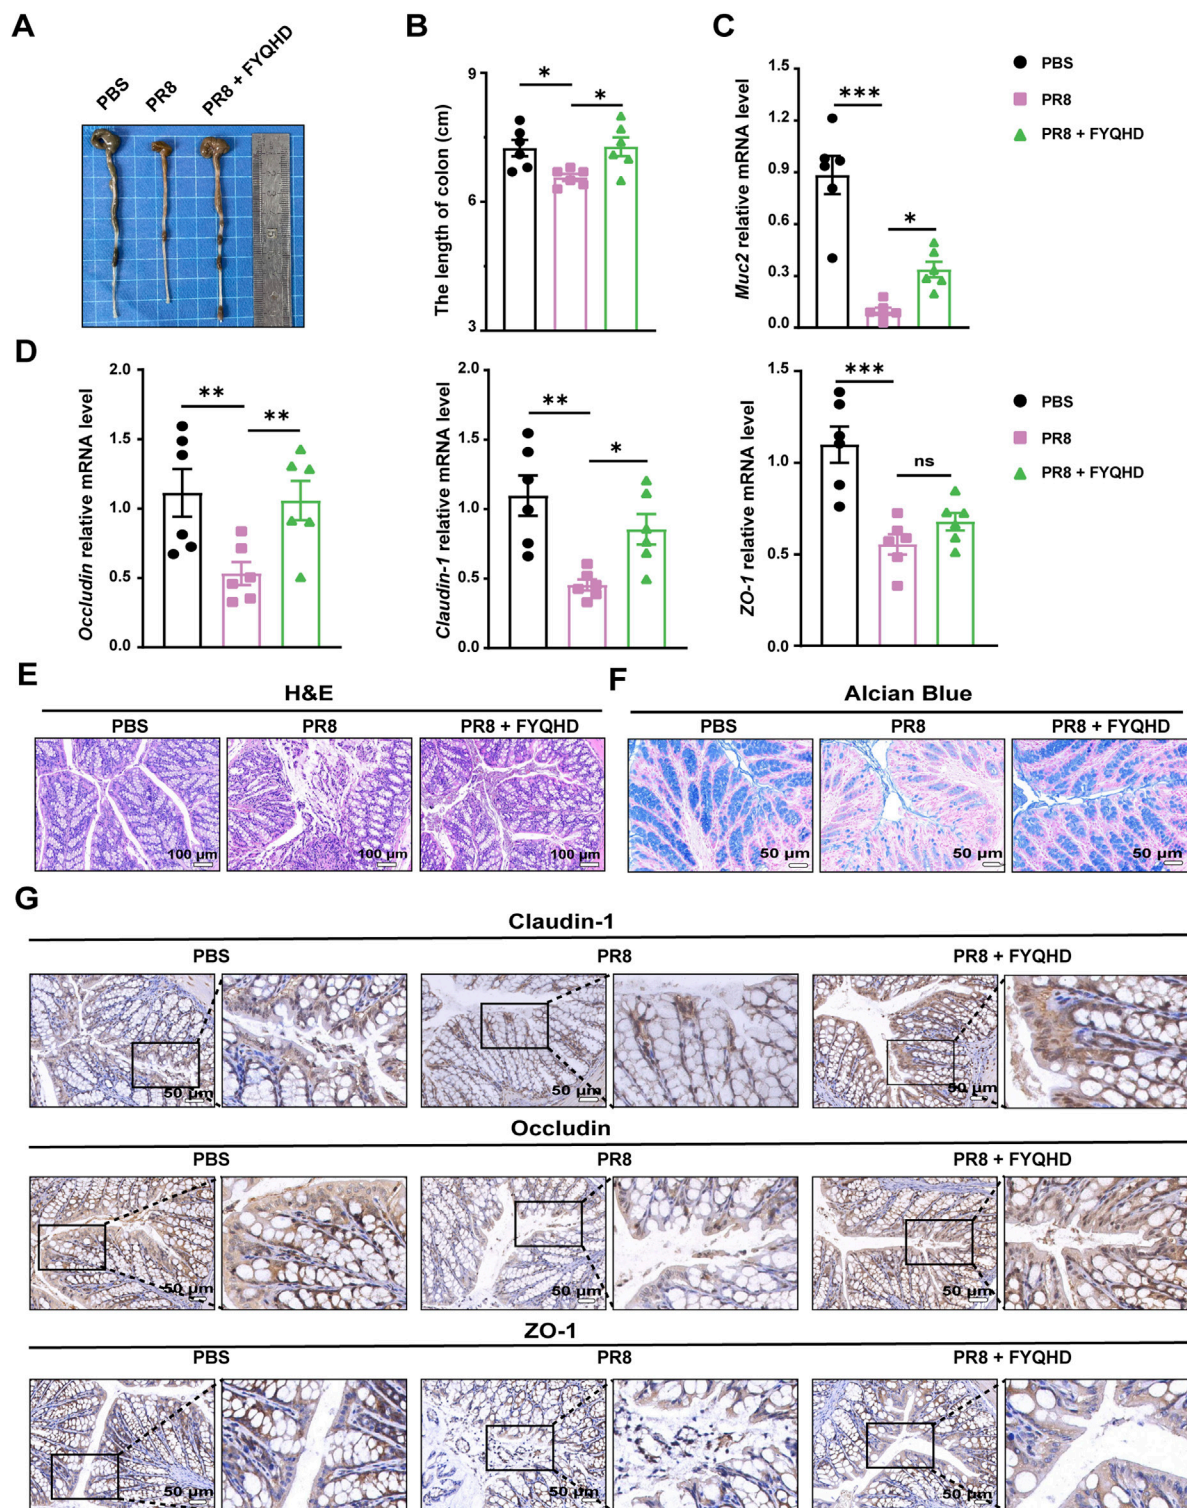 A
PBS
PR8
PR8 + FYQHD
B
The length of colon (cm)
9
6
3
*
*
C
Muc2 relative mRNA level
1.5
1.2
0.9
0.6
0.3
0.0
***
*
PBS
PR8
PR8 + FYQHD
D
Occludin relative mRNA level
2.0
1.5
1.0
0.5
0.0
**
**
Claudin-1 relative mRNA level
2.0
1.5
1.0
0.5
0.0
**
*
ZO-1 relative mRNA level
1.5
1.0
0.5
0.0
***
ns
PBS
PR8
PR8 + FYQHD
E
H&E
PBS
PR8
PR8 + FYQHD
100 µm
100 µm
100 µm
F
Alcian Blue
PBS
PR8
PR8 + FYQHD
50 µm
50 µm
50 µm
G
Claudin-1
PBS
PR8
PR8 + FYQHD
50 µm
50 µm
50 µm
Occludin
PBS
PR8
PR8 + FYQHD
50 µm
50 µm
50 µm
ZO-1
PBS
PR8
PR8 + FYQHD
50 µm
50 µm
50 µm